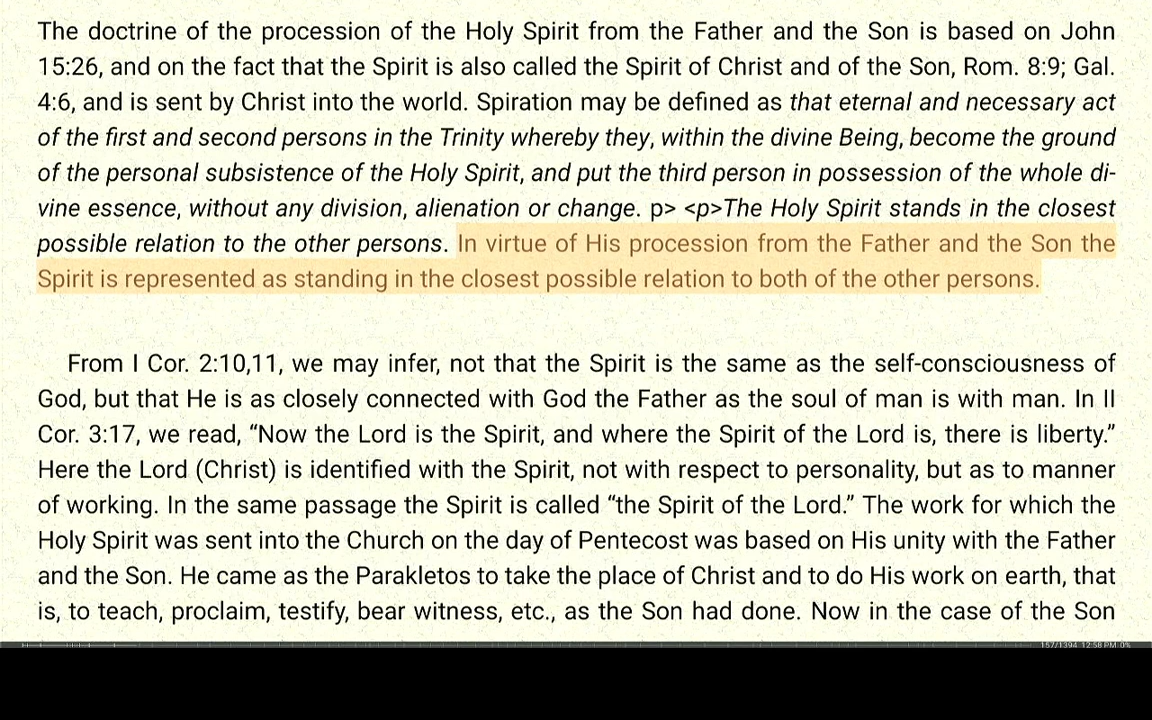 The doctrine of the procession of the Holy Spirit from the Father and the Son is based on John
15:26, and on the fact that the Spirit is also called the Spirit of Christ and of the Son, Rom. 8:9; Gal.
4:6, and is sent by Christ into the world. Spiration may be defined as that eternal and necessary act
of the first and second persons in the Trinity whereby they, within the divine Being, become the ground
of the personal subsistence of the Holy Spirit, and put the third person in possession of the whole di-
vine essence, without any division, alienation or change. p> <p>The Holy Spirit stands in the closest
possible relation to the other persons. In virtue of His procession from the Father and the Son the
Spirit is represented as standing in the closest possible relation to both of the other persons.
From I Cor. 2:10,11, we may infer, not that the Spirit is the same as the self-consciousness of
God, but that He is as closely connected with God the Father as the soul of man is with man. In II
Cor. 3:17, we read, “Now the Lord is the Spirit, and where the Spirit of the Lord is, there is liberty.”
Here the Lord (Christ) is identified with the Spirit, not with respect to personality, but as to manner
of working. In the same passage the Spirit is called “the Spirit of the Lord.” The work for which the
Holy Spirit was sent into the Church on the day of Pentecost was based on His unity with the Father
and the Son. He came as the Parakletos to take the place of Christ and to do His work on earth, that
is, to teach, proclaim, testify, bear witness, etc., as the Son had done. Now in the case of the Son
157/1394 12:58 PM 0%